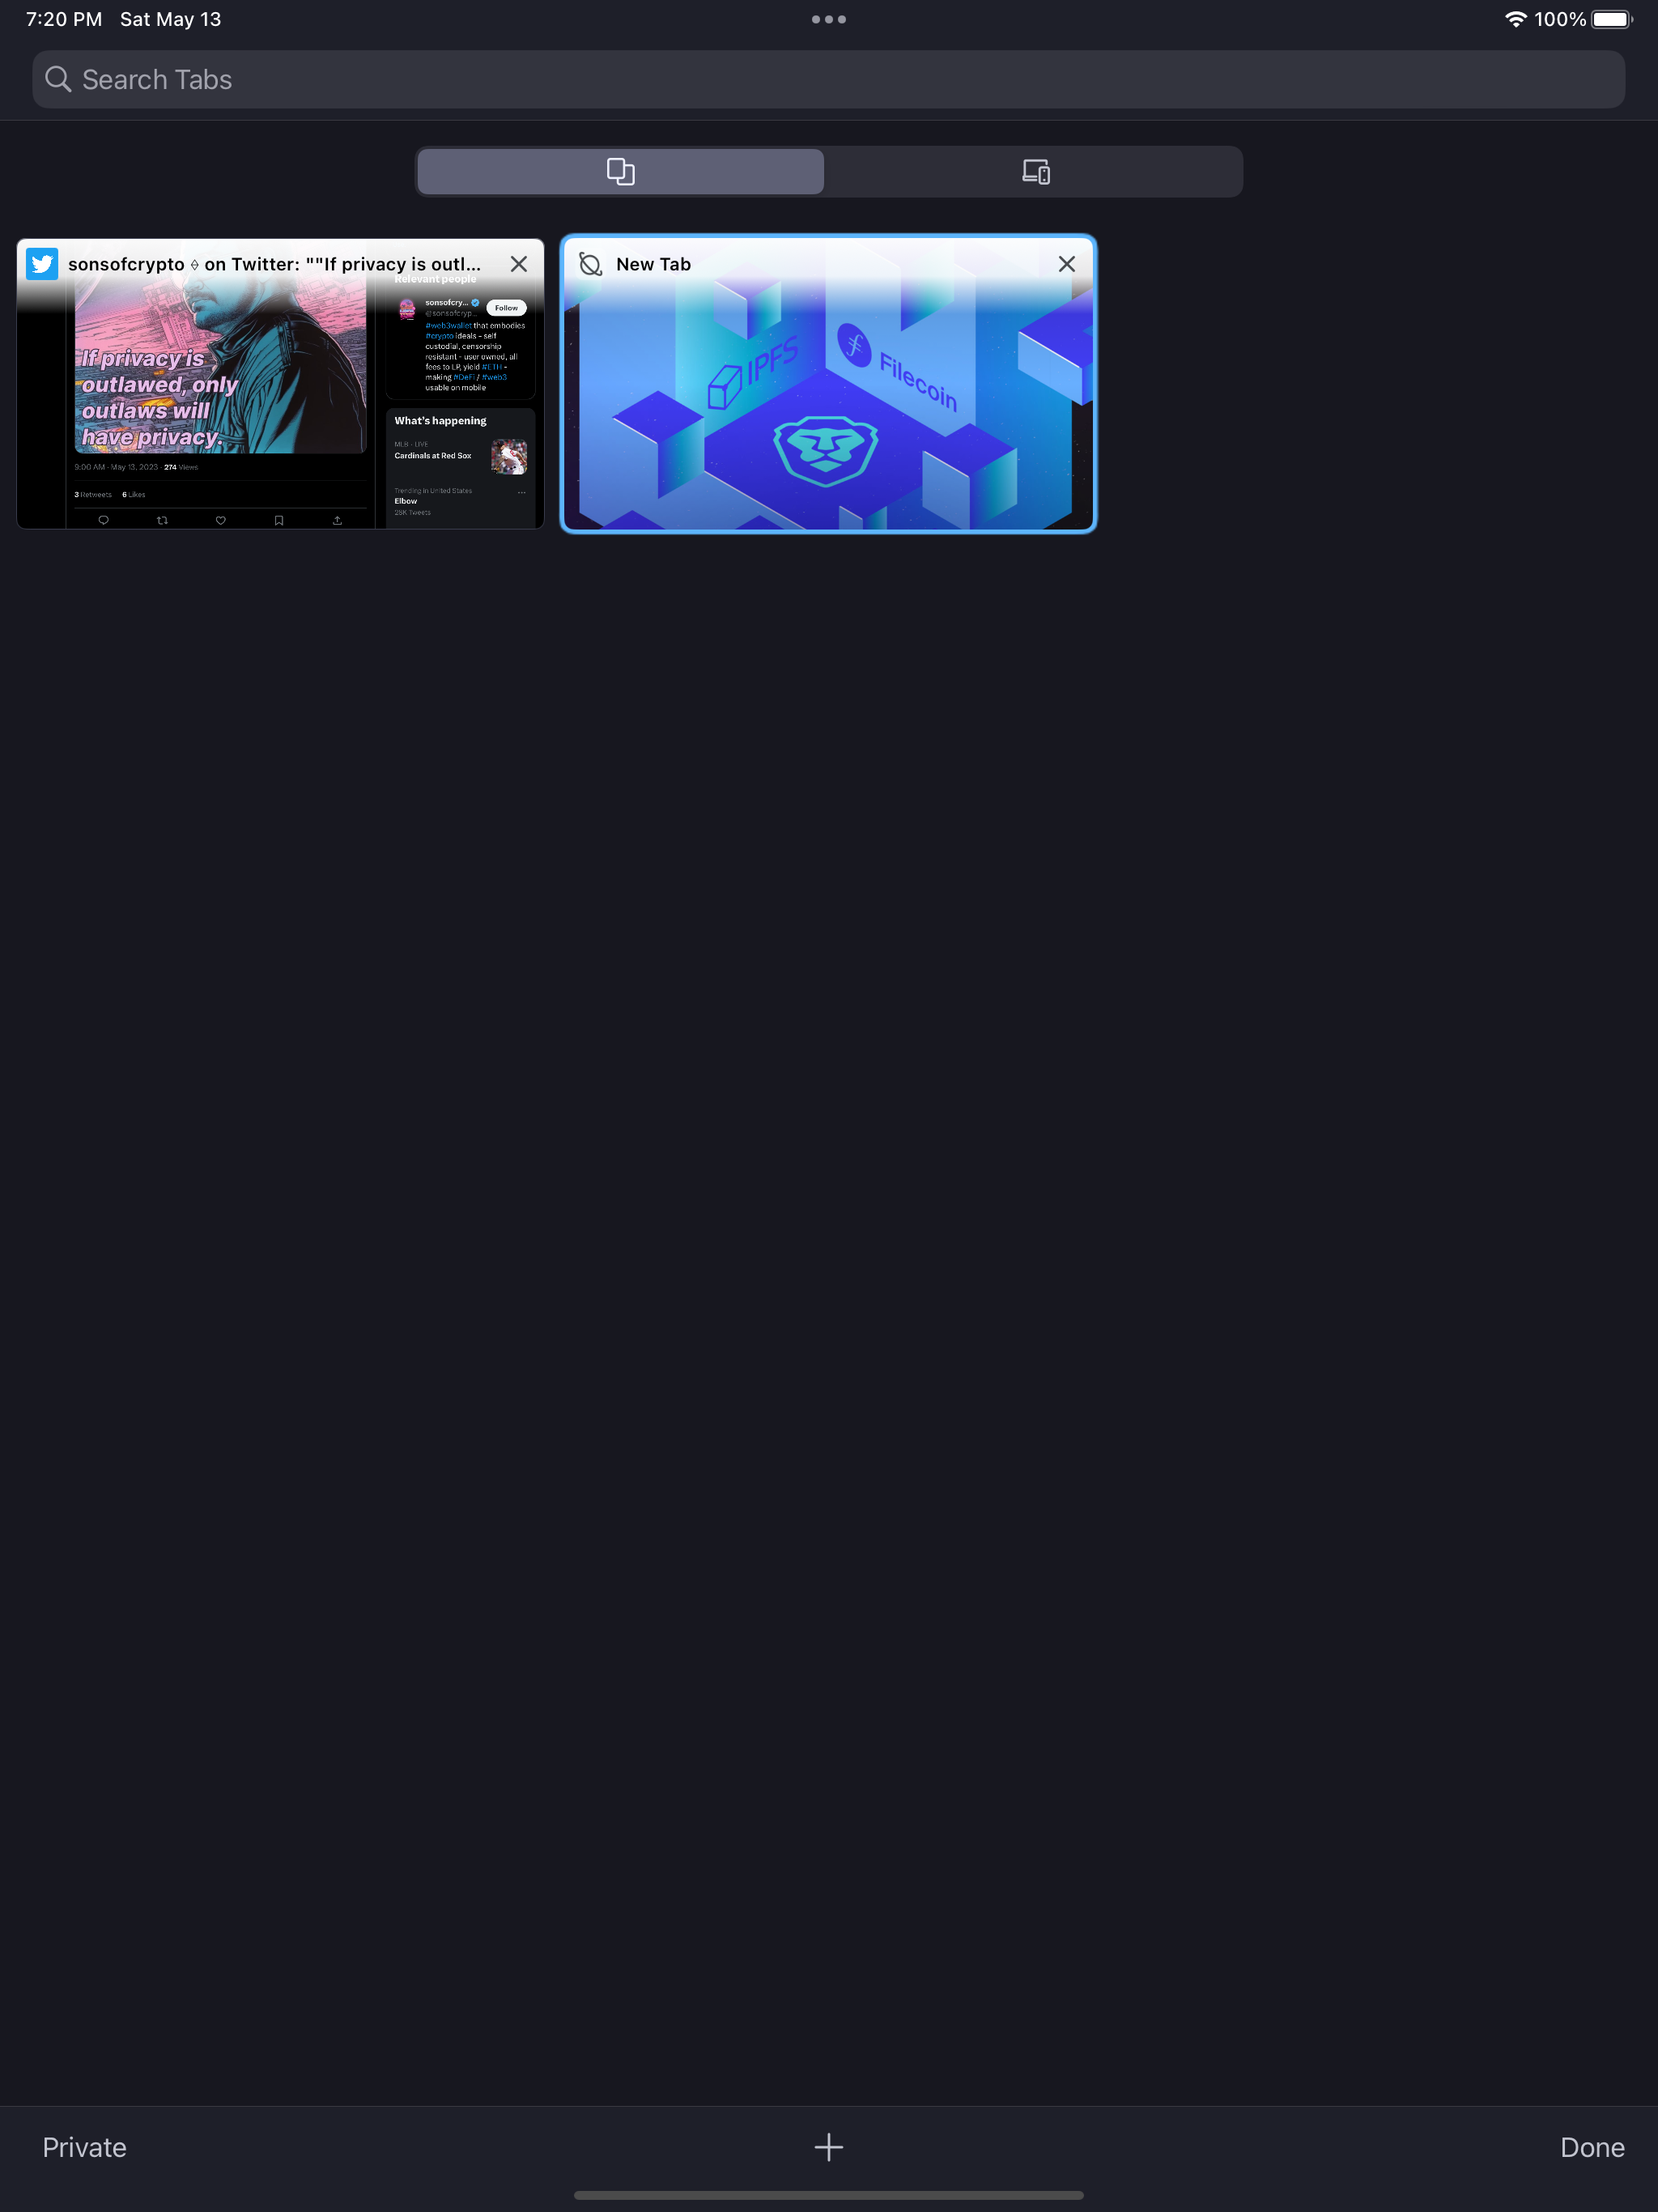 7:20 PM Sat May 13
100%
Search Tabs
sonsofcrypto ⟠ on Twitter: ""If privacy is outl...
If privacy is
outlawed, only
outlaws will
have privacy.
9:00 AM · May 13, 2023 · 274 Views
3 Retweets 6 Likes
Relevant people
sonsofcry...
@sonsofcryp...
Follow
#web3wallet that embodies
#crypto ideals - self
custodial, censorship
resistant - user owned, all
fees to LP, yield #ETH -
making #DeFi / #web3
usable on mobile
What's happening
MLB · LIVE
Cardinals at Red Sox
Trending in United States
Elbow
28K Tweets
New Tab
IPFS
Filecoin
Private
Done